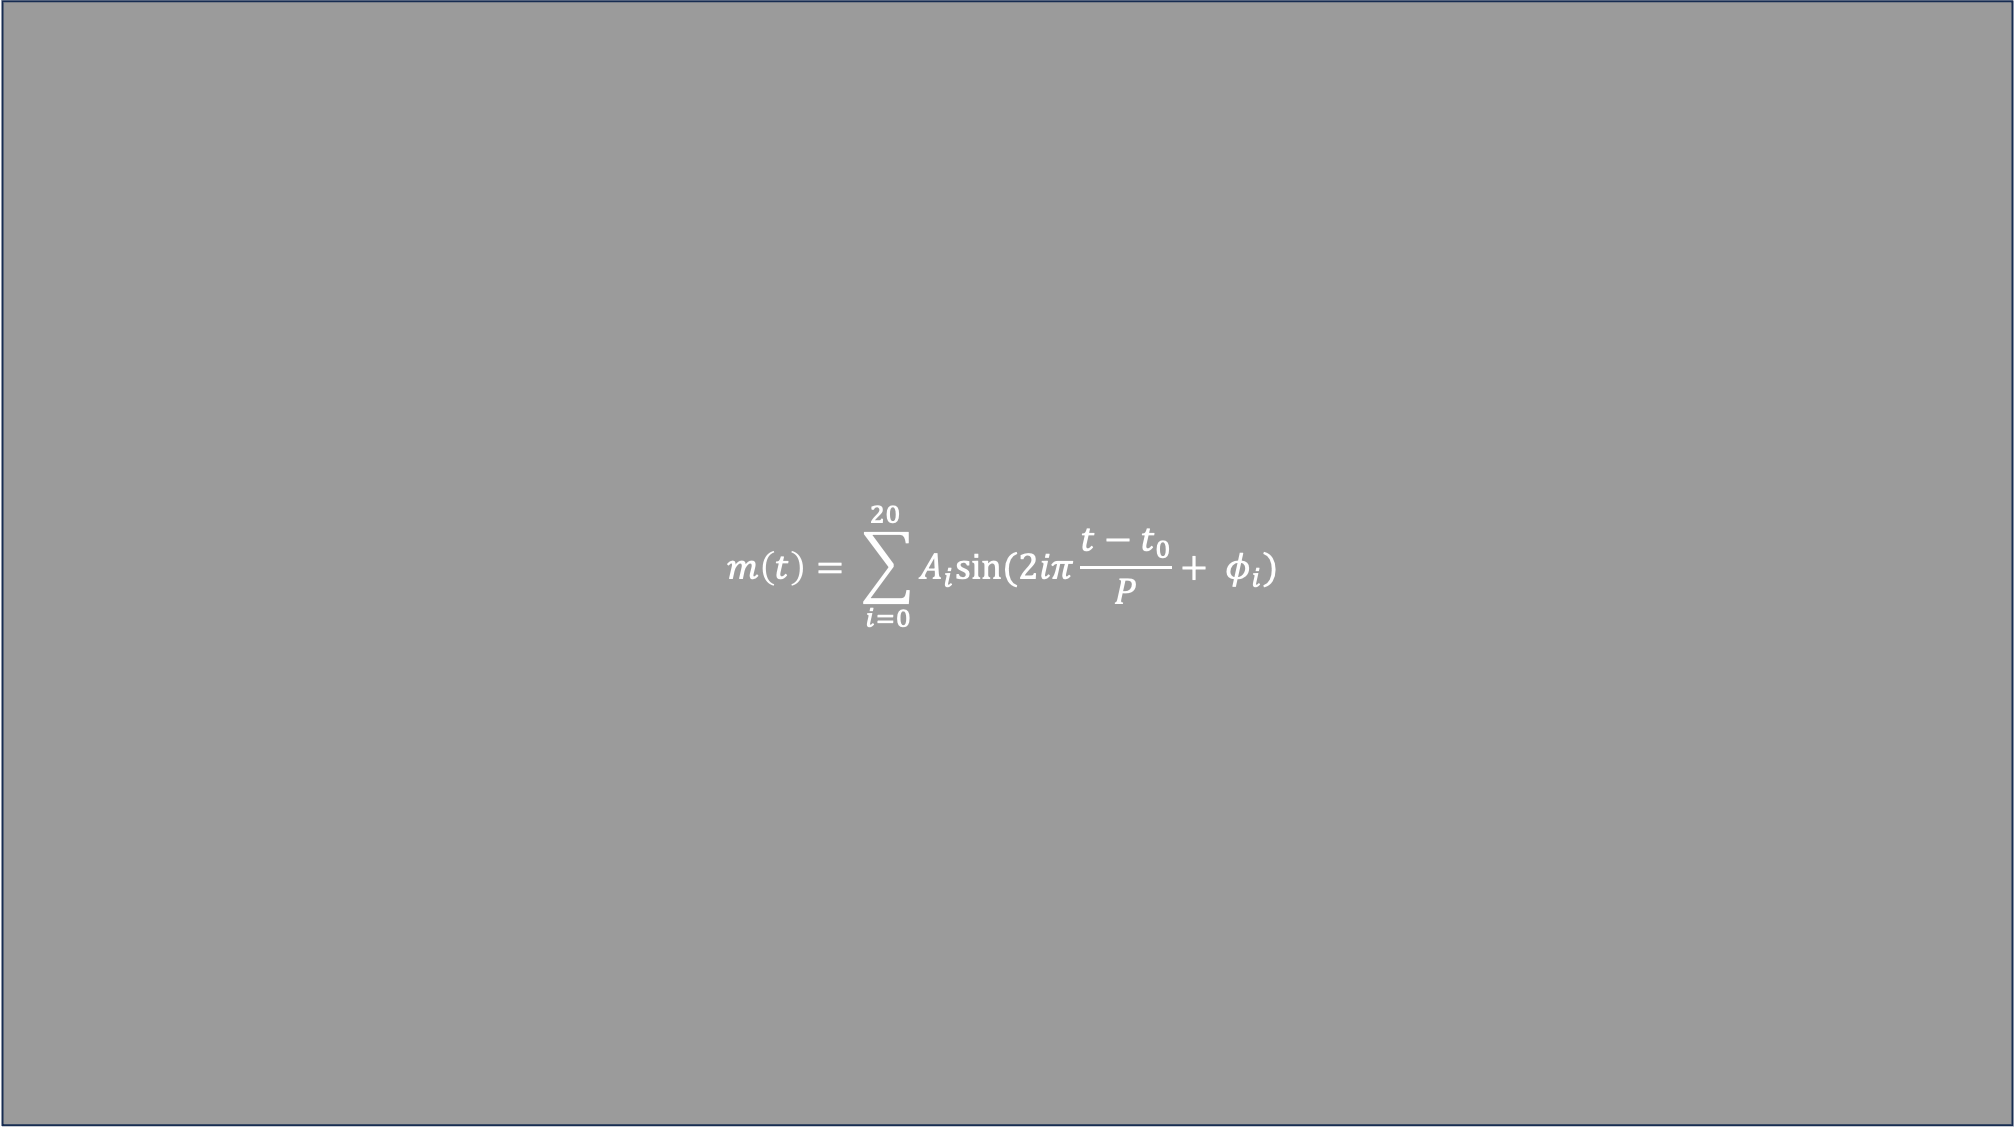 m(t) = \sum_{i=0}^{20} A_i \sin(2i\pi \frac{t - t_0}{P} + \phi_i)